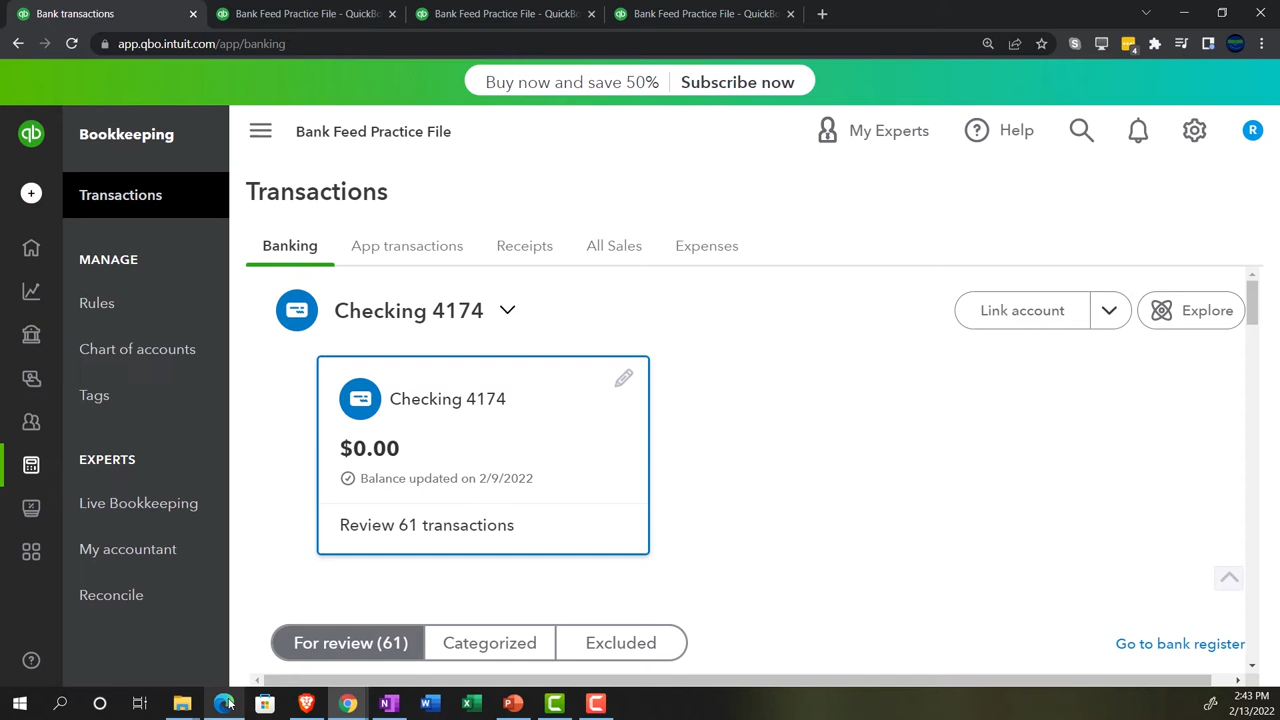 Bank transactions
Bank Feed Practice File - QuickBo
Bank Feed Practice File - QuickBo
Bank Feed Practice File - QuickBo
app.qbo.intuit.com/app/banking
4
Buy now and save 50% Subscribe now
qb
Bookkeeping
Bank Feed Practice File
My Experts
Help
R
Transactions
MANAGE
Rules
Chart of accounts
Tags
EXPERTS
Live Bookkeeping
My accountant
Reconcile
Transactions
Banking App transactions Receipts All Sales Expenses
Checking 4174
Link account
Explore
Checking 4174
$0.00
Balance updated on 2/9/2022
Review 61 transactions
For review (61) Categorized Excluded
Go to bank register
2:43 PM
2/13/2022